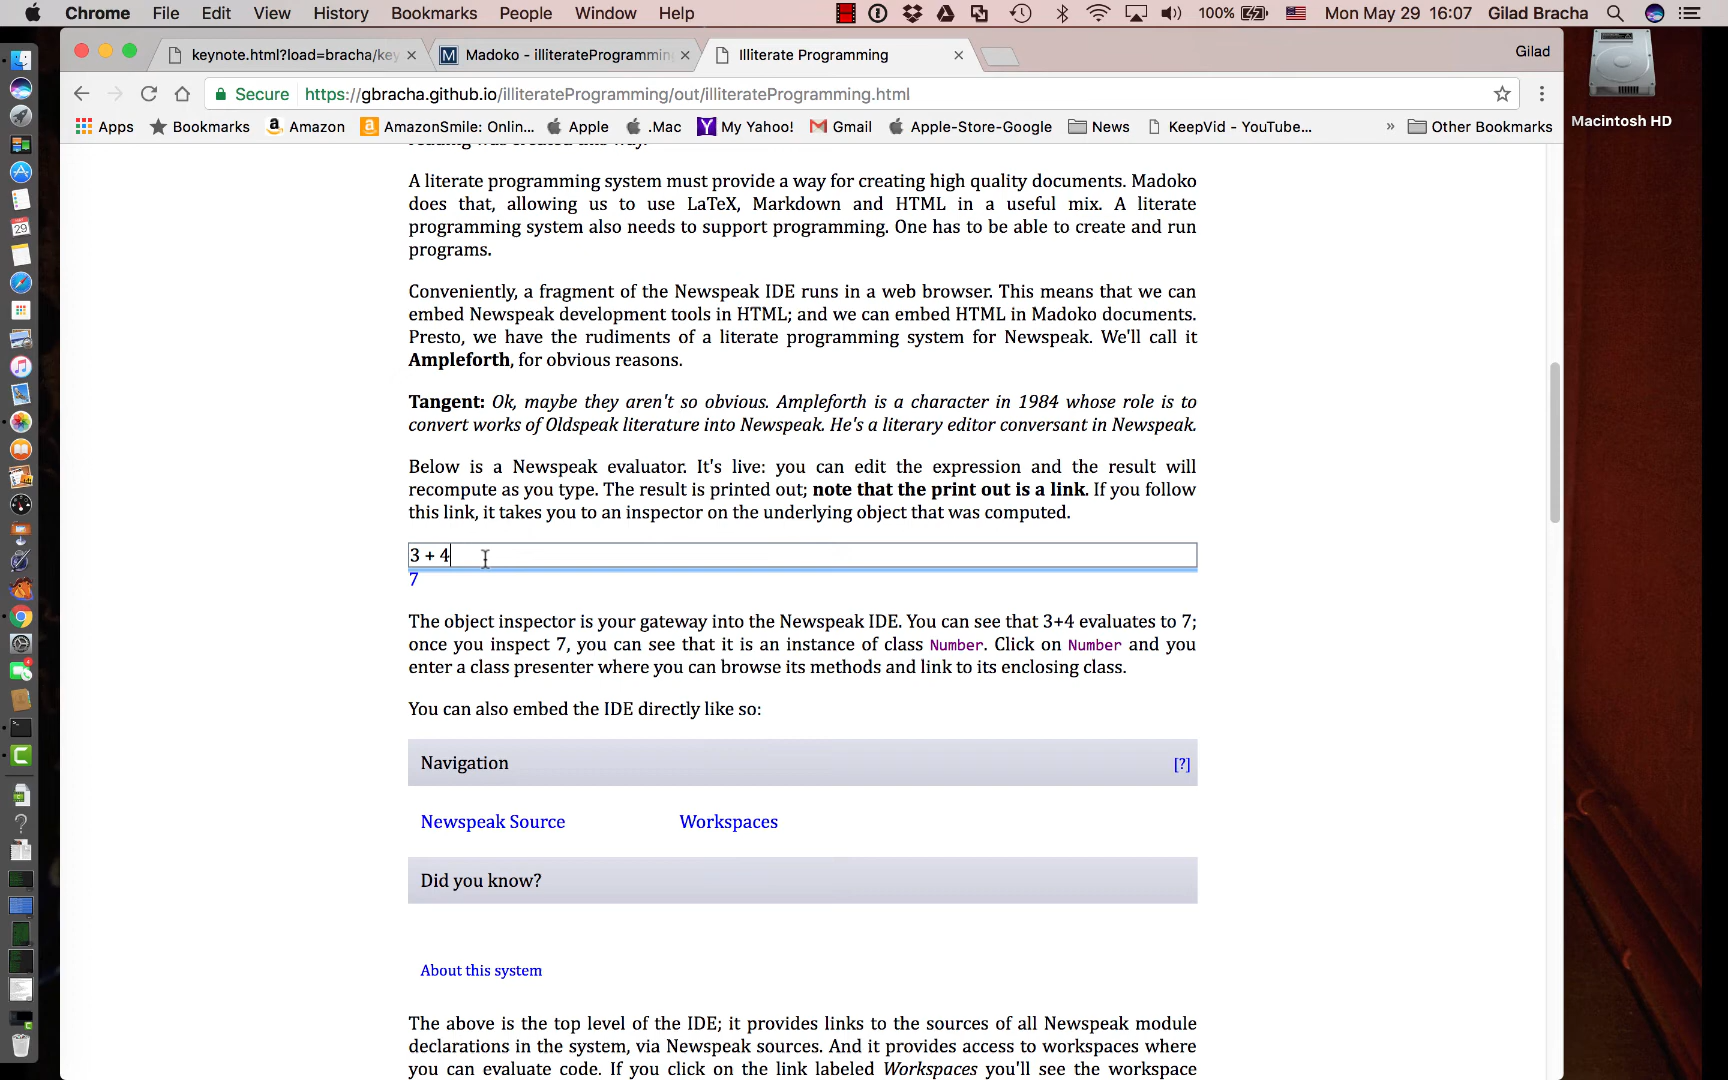 Chrome File Edit View History Bookmarks People Window Help 100% Mon May 29 16:07 Gilad Bracha
keynote.html?load=bracha/key Madoko - illiterateProgrammin Illiterate Programming Gilad
Secure https://gbracha.github.io/illiterateProgramming/out/illiterateProgramming.html
Apps Bookmarks Amazon AmazonSmile: Onlin... Apple .Mac My Yahoo! Gmail Apple-Store-Google News KeepVid - YouTube... » Other Bookmarks
Macintosh HD
reading was created this way.
A literate programming system must provide a way for creating high quality documents. Madoko
does that, allowing us to use LaTeX, Markdown and HTML in a useful mix. A literate
programming system also needs to support programming. One has to be able to create and run
programs.
Conveniently, a fragment of the Newspeak IDE runs in a web browser. This means that we can
embed Newspeak development tools in HTML; and we can embed HTML in Madoko documents.
Presto, we have the rudiments of a literate programming system for Newspeak. We'll call it
Ampleforth, for obvious reasons.
Tangent: Ok, maybe they aren't so obvious. Ampleforth is a character in 1984 whose role is to
convert works of Oldspeak literature into Newspeak. He's a literary editor conversant in Newspeak.
Below is a Newspeak evaluator. It's live: you can edit the expression and the result will
recompute as you type. The result is printed out; note that the print out is a link. If you follow
this link, it takes you to an inspector on the underlying object that was computed.
3 + 4
7
The object inspector is your gateway into the Newspeak IDE. You can see that 3+4 evaluates to 7;
once you inspect 7, you can see that it is an instance of class Number. Click on Number and you
enter a class presenter where you can browse its methods and link to its enclosing class.
You can also embed the IDE directly like so:
Navigation [?]
Newspeak Source Workspaces
Did you know?
About this system
The above is the top level of the IDE; it provides links to the sources of all Newspeak module
declarations in the system, via Newspeak sources. And it provides access to workspaces where
you can evaluate code. If you click on the link labeled Workspaces you'll see the workspace